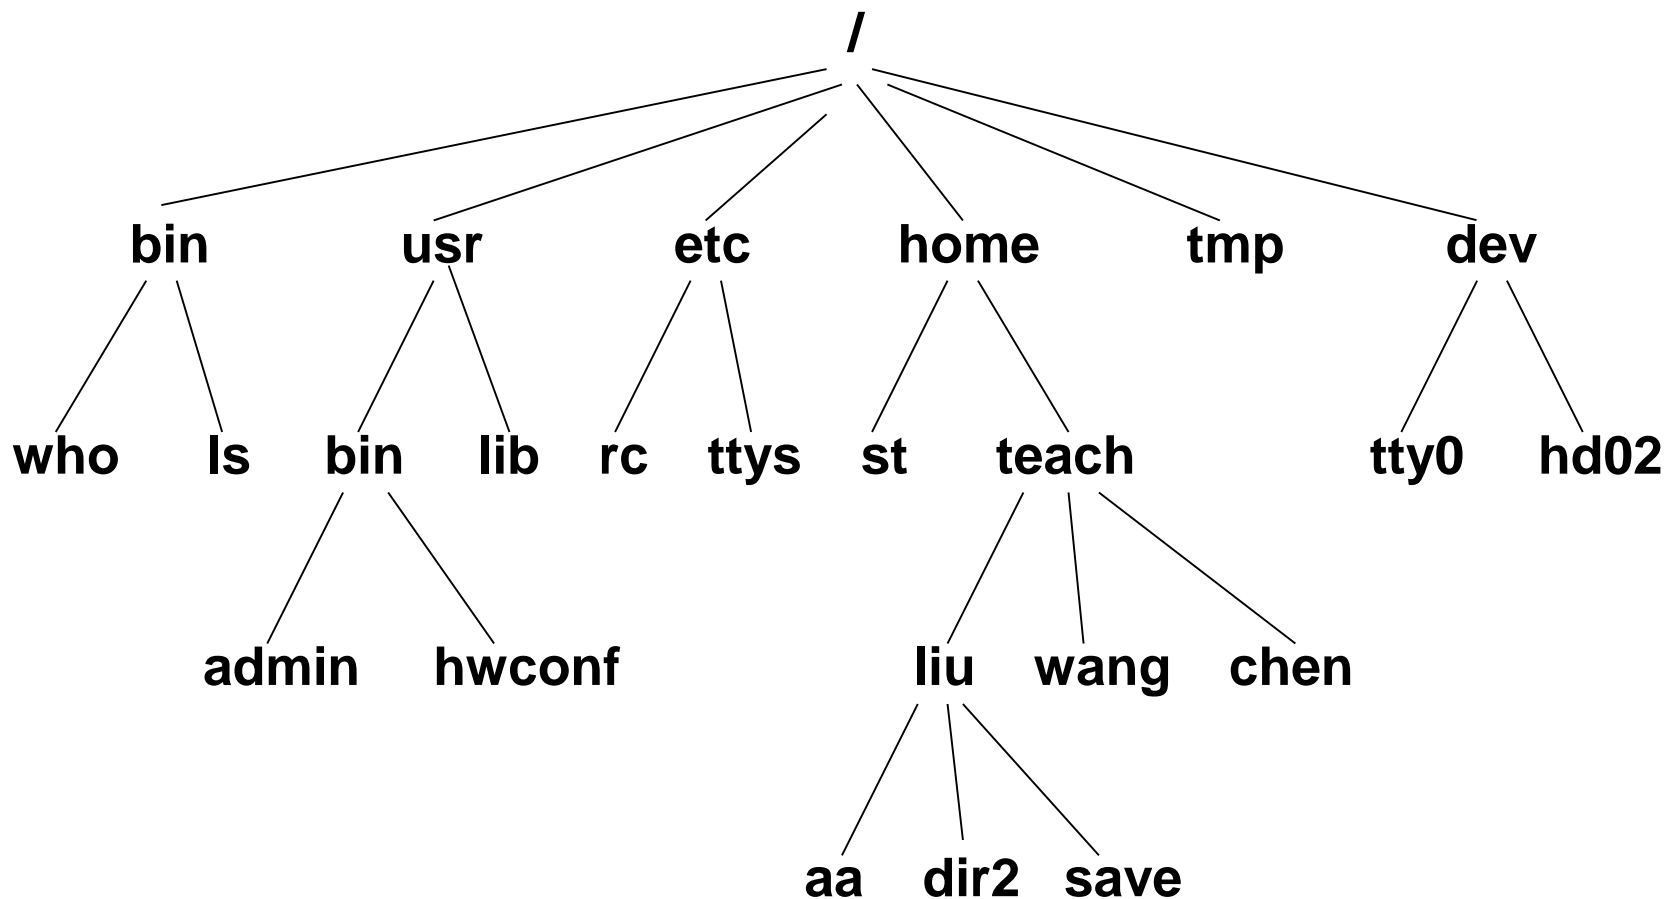 /
bin usr etc home tmp dev
who ls bin lib rc ttys st teach tty0 hd02
admin hwconf liu wang chen
aa dir2 save